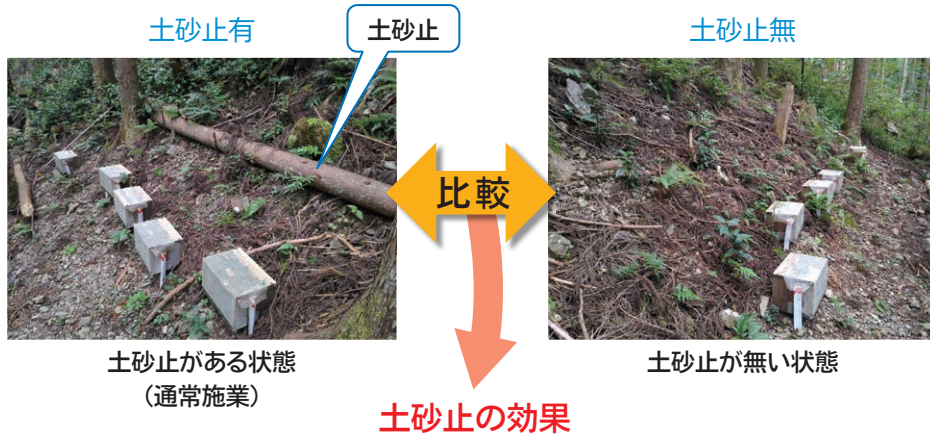 土砂止有
土砂止
土砂止無
比較
土砂止がある状態
（通常施業）
土砂止が無い状態
土砂止の効果